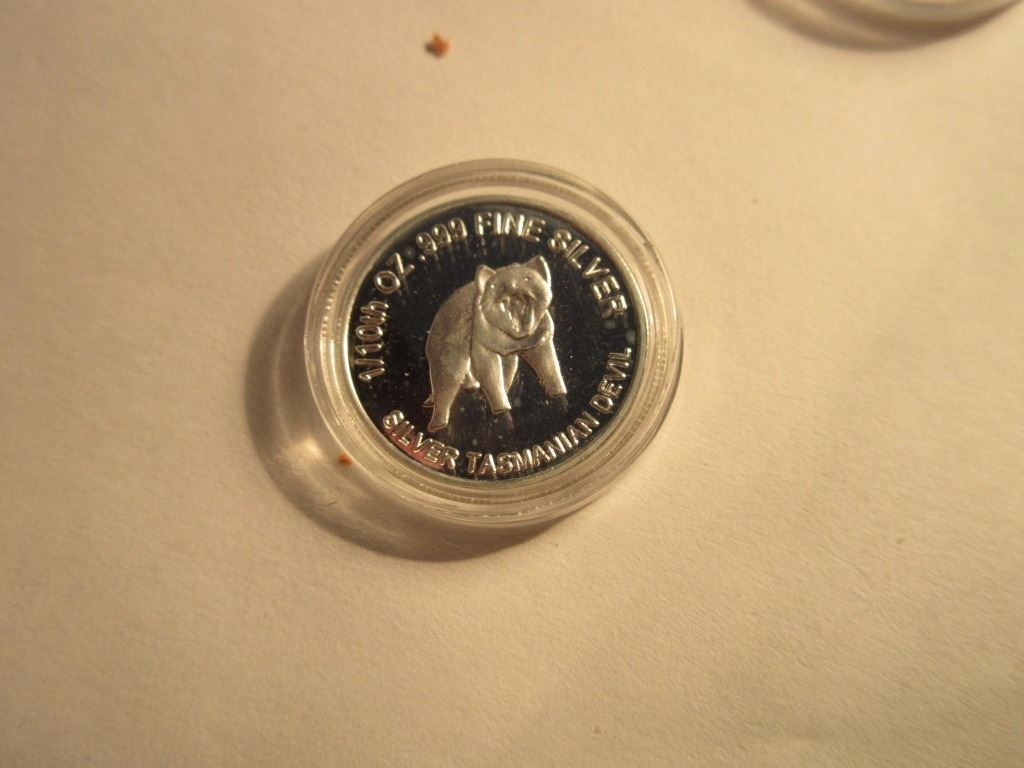 1/10th OZ .999 FINE SILVER
SILVER TASMANIAN DEVIL